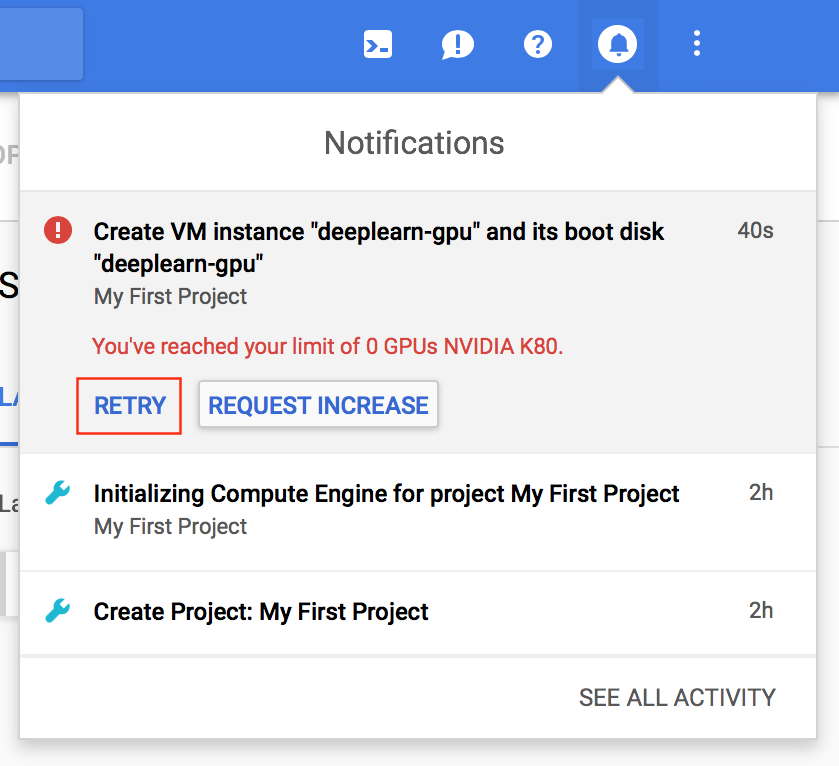 Notifications
Create VM instance "deeplearn-gpu" and its boot disk
40s
"deeplearn-gpu"
My First Project
You've reached your limit of 0 GPUs NVIDIA K80.
RETRY
REQUEST INCREASE
Initializing Compute Engine for project My First Project
2h
My First Project
Create Project: My First Project
2h
SEE ALL ACTIVITY